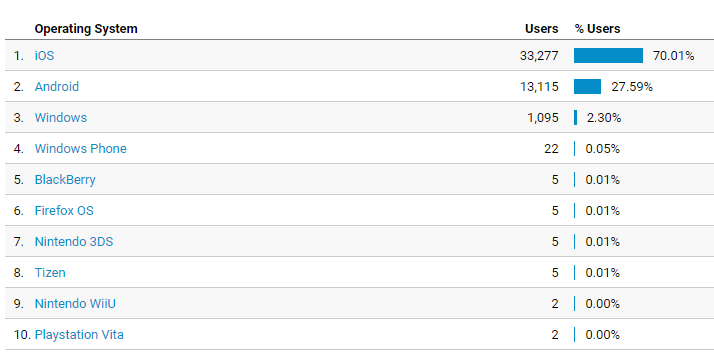 Operating System Users % Users
1. iOS 33,277 70.01%
2. Android 13,115 27.59%
3. Windows 1,095 2.30%
4. Windows Phone 22 0.05%
5. BlackBerry 5 0.01%
6. Firefox OS 5 0.01%
7. Nintendo 3DS 5 0.01%
8. Tizen 5 0.01%
9. Nintendo WiiU 2 0.00%
10. Playstation Vita 2 0.00%